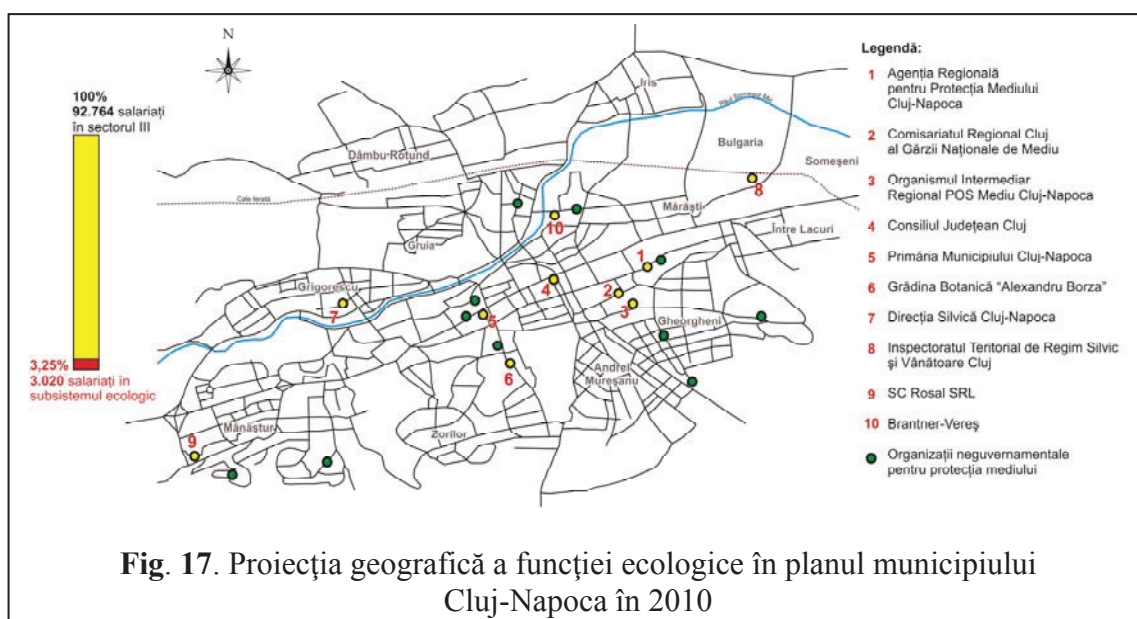 N
100%
92.764 salariați
în sectorul III
3,25%
3.020 salariați în
subsistemul ecologic
Iris
Râul Someșul Mic
Bulgaria
Someșeni
Dâmbu-Rotund
Cale ferată
8
Mărăști
10
Între Lacuri
Gruia
1
Grigorescu
4
2
7
5
3
Gheorgheni
6
Andrei
Mureșanu
Mănăștur
Zorilor
9
Legendă:
1 Agenția Regională
pentru Protecția Mediului
Cluj-Napoca
2 Comisariatul Regional Cluj
al Gărzii Naționale de Mediu
3 Organismul Intermediar
Regional POS Mediu Cluj-Napoca
4 Consiliul Județean Cluj
5 Primăria Municipiului Cluj-Napoca
6 Grădina Botanică "Alexandru Borza"
7 Direcția Silvică Cluj-Napoca
8 Inspectoratul Teritorial de Regim Silvic
și Vânătoare Cluj
9 SC Rosal SRL
10 Brantner-Vereș
Organizații neguvernamentale
pentru protecția mediului
Fig. 17. Proiecţia geografică a funcţiei ecologice în planul municipiului
Cluj-Napoca în 2010